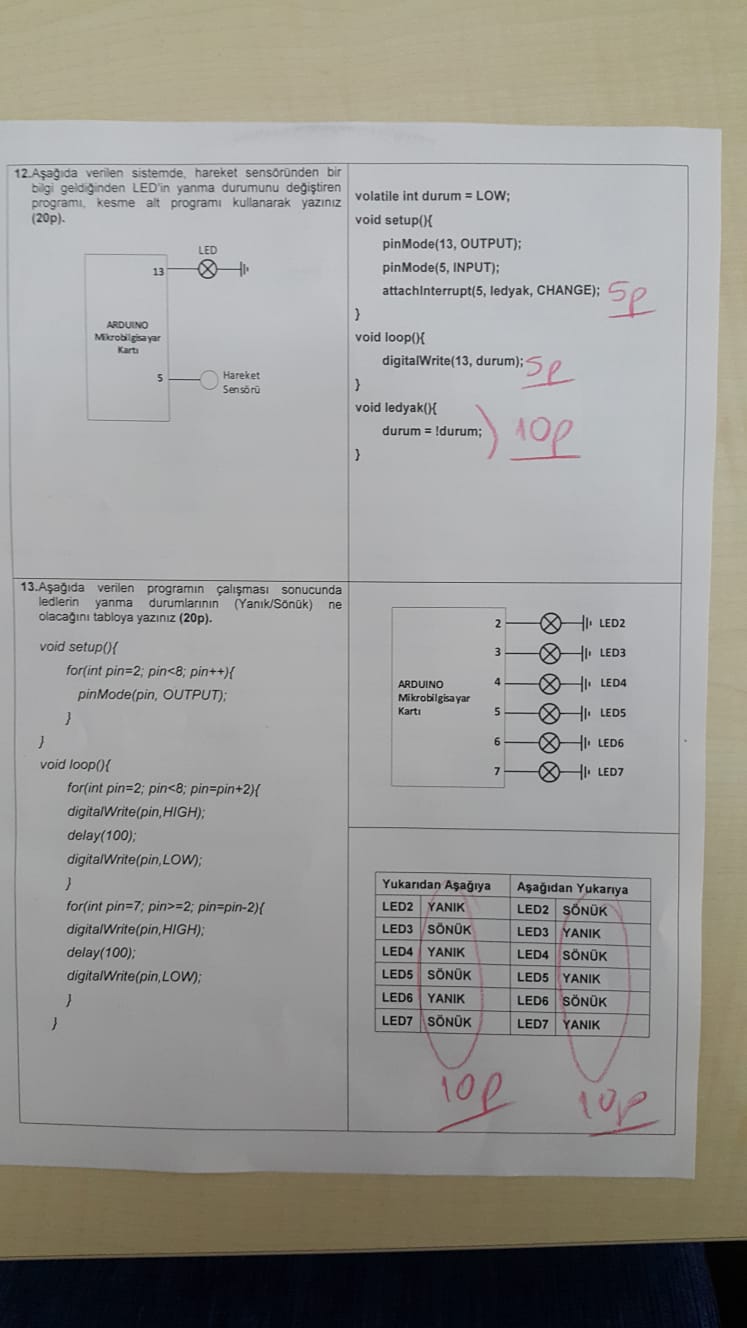 12.Aşağıda verilen sistemde, hareket sensöründen bir
bilgi geldiğinden LED'in yanma durumunu değiştiren
programı, kesme alt programı kullanarak yazınız
(20p).
LED
13
ARDUINO
Mikrobilgisayar
Kartı
5
Hareket
Sensörü
volatile int durum = LOW;
void setup(){
pinMode(13, OUTPUT);
pinMode(5, INPUT);
attachInterrupt(5, ledyak, CHANGE); 5p
}
void loop(){
digitalWrite(13, durum); 5p
}
void ledyak(){
durum = !durum; 10p
}
13.Aşağıda verilen programın çalışması sonucunda
ledlerin yanma durumlarının (Yanık/Sönük) ne
olacağını tabloya yazınız (20p).
void setup(){
for(int pin=2; pin<8; pin++){
pinMode(pin, OUTPUT);
}
}
void loop(){
for(int pin=2; pin<8; pin=pin+2){
digitalWrite(pin,HIGH);
delay(100);
digitalWrite(pin,LOW);
}
for(int pin=7; pin>=2; pin=pin-2){
digitalWrite(pin,HIGH);
delay(100);
digitalWrite(pin,LOW);
}
}
2 LED2
3 LED3
ARDUINO
Mikrobilgisayar
Kartı
4 LED4
5 LED5
6 LED6
7 LED7
Yukarıdan Aşağıya Aşağıdan Yukarıya
LED2 YANIK LED2 SÖNÜK
LED3 SÖNÜK LED3 YANIK
LED4 YANIK LED4 SÖNÜK
LED5 SÖNÜK LED5 YANIK
LED6 YANIK LED6 SÖNÜK
LED7 SÖNÜK LED7 YANIK
10p 10p